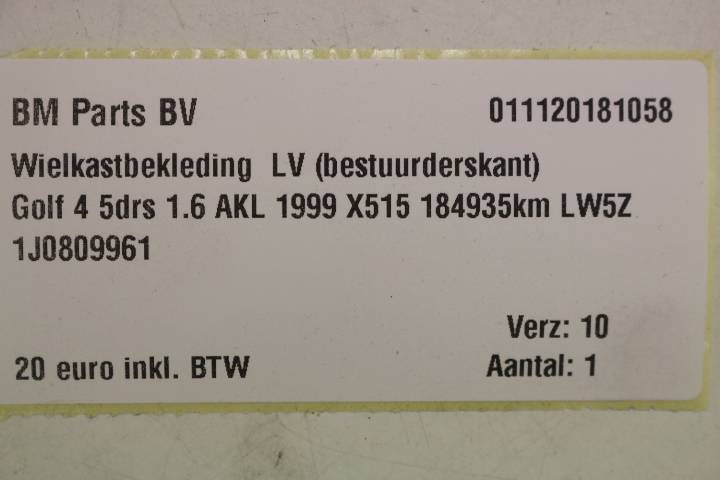 BM Parts BV 011120181058
Wielkastbekleding LV (bestuurderskant)
Golf 4 5drs 1.6 AKL 1999 X515 184935km LW5Z
1J0809961
Verz: 10
20 euro inkl. BTW Aantal: 1